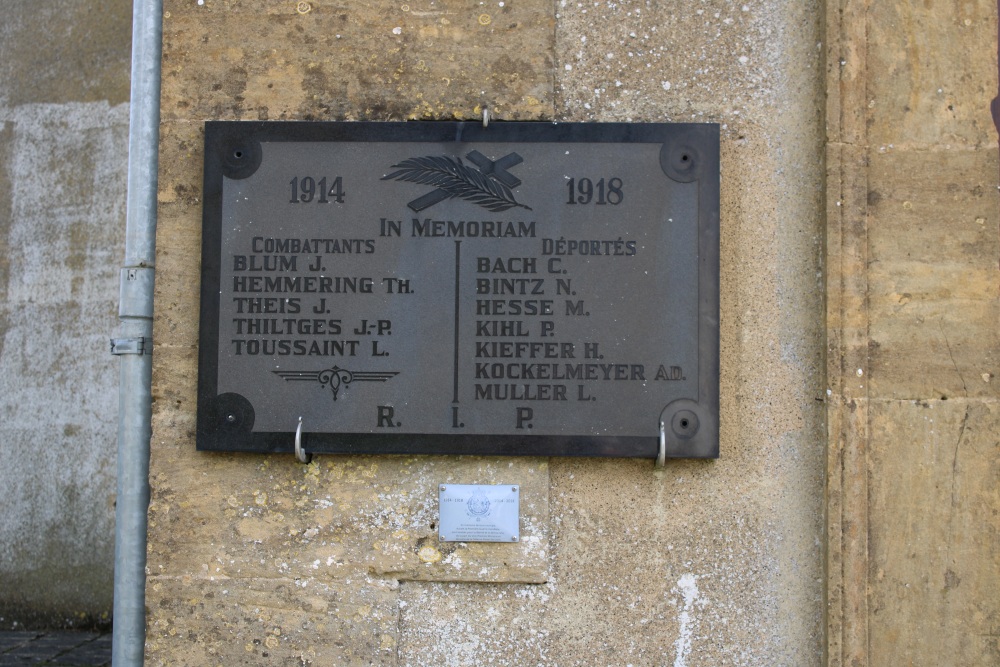 1914 1918
IN MEMORIAM
COMBATTANTS
BLUM J.
HEMMERING TH.
THEIS J.
THILTGES J.-P.
TOUSSAINT L.
DÉPORTÉS
BACH C.
BINTZ N.
HESSE M.
KIHL P.
KIEFFER H.
KOCKELMEYER AD.
MULLER L.
R. I. P.